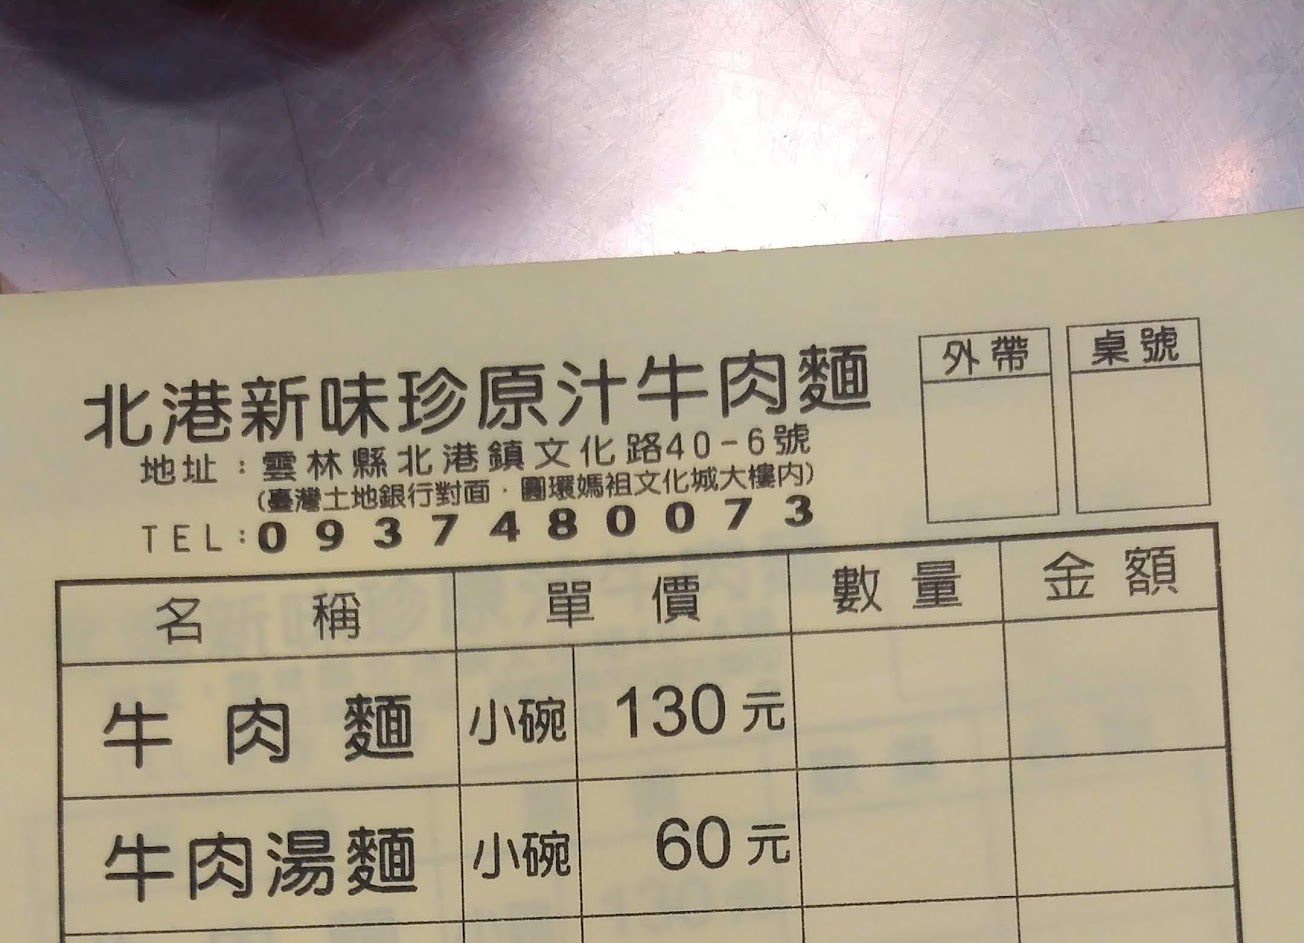 北港新味珍原汁牛肉麵
外帶
桌號
地址：雲林縣北港鎮文化路40-6號
(臺灣土地銀行對面．團環媽祖文化城大樓內)
TEL:0937480073
名稱 單價 數量 金額
牛肉麵 小碗 130元
牛肉湯麵 小碗 60元